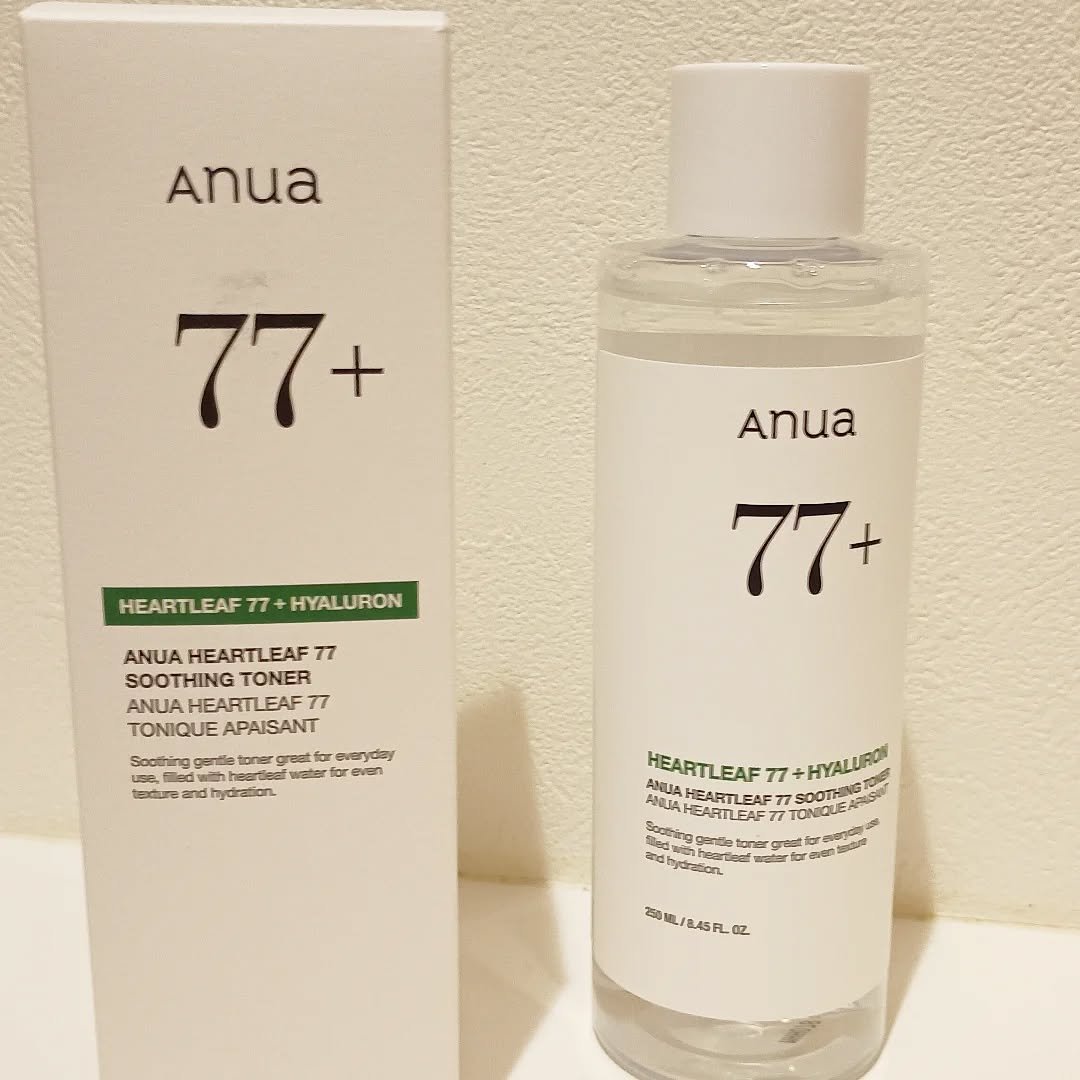 Anua
77+
HEARTLEAF 77 + HYALURON
ANUA HEARTLEAF 77
SOOTHING TONER
ANUA HEARTLEAF 77
TONIQUE APAISANT
Soothing gentle toner great for everyday
use, filled with heartleaf water for even
texture and hydration.
Anua
77+
HEARTLEAF 77 + HYALURON
ANUA HEARTLEAF 77 SOOTHING TONER
ANUA HEARTLEAF 77 TONIQUE APAISANT
Soothing gentle toner great for everyday use,
filled with heartleaf water for even texture
and hydration.
250 ML / 8.45 FL. OZ.